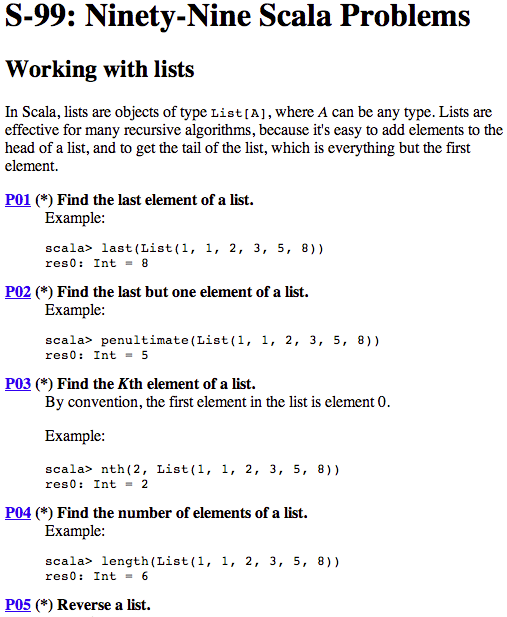 S-99: Ninety-Nine Scala Problems
Working with lists
In Scala, lists are objects of type List[A], where A can be any type. Lists are
effective for many recursive algorithms, because it's easy to add elements to the
head of a list, and to get the tail of the list, which is everything but the first
element.
P01 (*) Find the last element of a list.
Example:
scala> last(List(1, 1, 2, 3, 5, 8))
res0: Int = 8
P02 (*) Find the last but one element of a list.
Example:
scala> penultimate(List(1, 1, 2, 3, 5, 8))
res0: Int = 5
P03 (*) Find the Kth element of a list.
By convention, the first element in the list is element 0.
Example:
scala> nth(2, List(1, 1, 2, 3, 5, 8))
res0: Int = 2
P04 (*) Find the number of elements of a list.
Example:
scala> length(List(1, 1, 2, 3, 5, 8))
res0: Int = 6
P05 (*) Reverse a list.